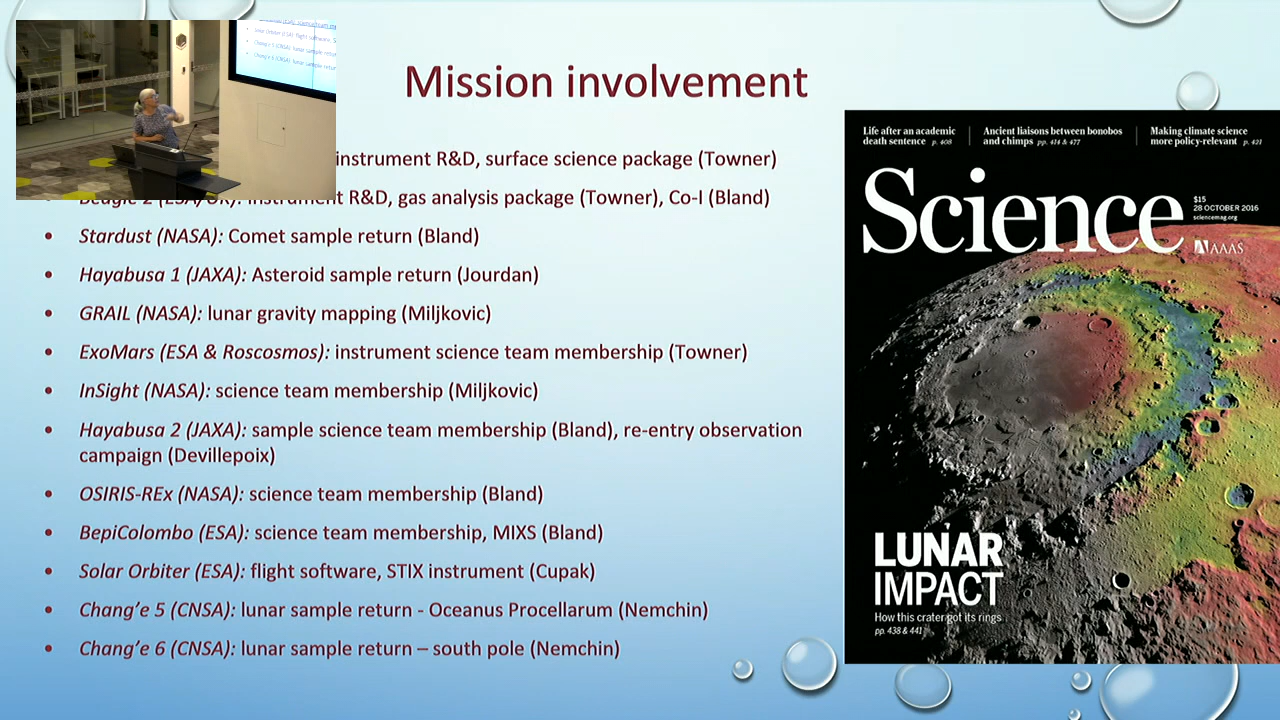 Mission involvement
instrument R&D, surface science package (Towner)
instrument R&D, gas analysis package (Towner), Co-I (Bland)
• Stardust (NASA): Comet sample return (Bland)
• Hayabusa 1 (JAXA): Asteroid sample return (Jourdan)
• GRAIL (NASA): lunar gravity mapping (Miljkovic)
• ExoMars (ESA & Roscosmos): instrument science team membership (Towner)
• InSight (NASA): science team membership (Miljkovic)
• Hayabusa 2 (JAXA): sample science team membership (Bland), re-entry observation
campaign (Devillepoix)
• OSIRIS-REx (NASA): science team membership (Bland)
• BepiColombo (ESA): science team membership, MIXS (Bland)
• Solar Orbiter (ESA): flight software, STIX instrument (Cupak)
• Chang'e 5 (CNSA): lunar sample return - Oceanus Procellarum (Nemchin)
• Chang'e 6 (CNSA): lunar sample return – south pole (Nemchin)
Life after an academic
death sentence p. 408
Ancient liaisons between bonobos
and chimps pp. 414 & 477
Making climate science
more policy-relevant p. 421
Science
$15
28 OCTOBER 2016
sciencemag.org
AAAS
LUNAR
IMPACT
How this crater got its rings
pp. 438 & 441